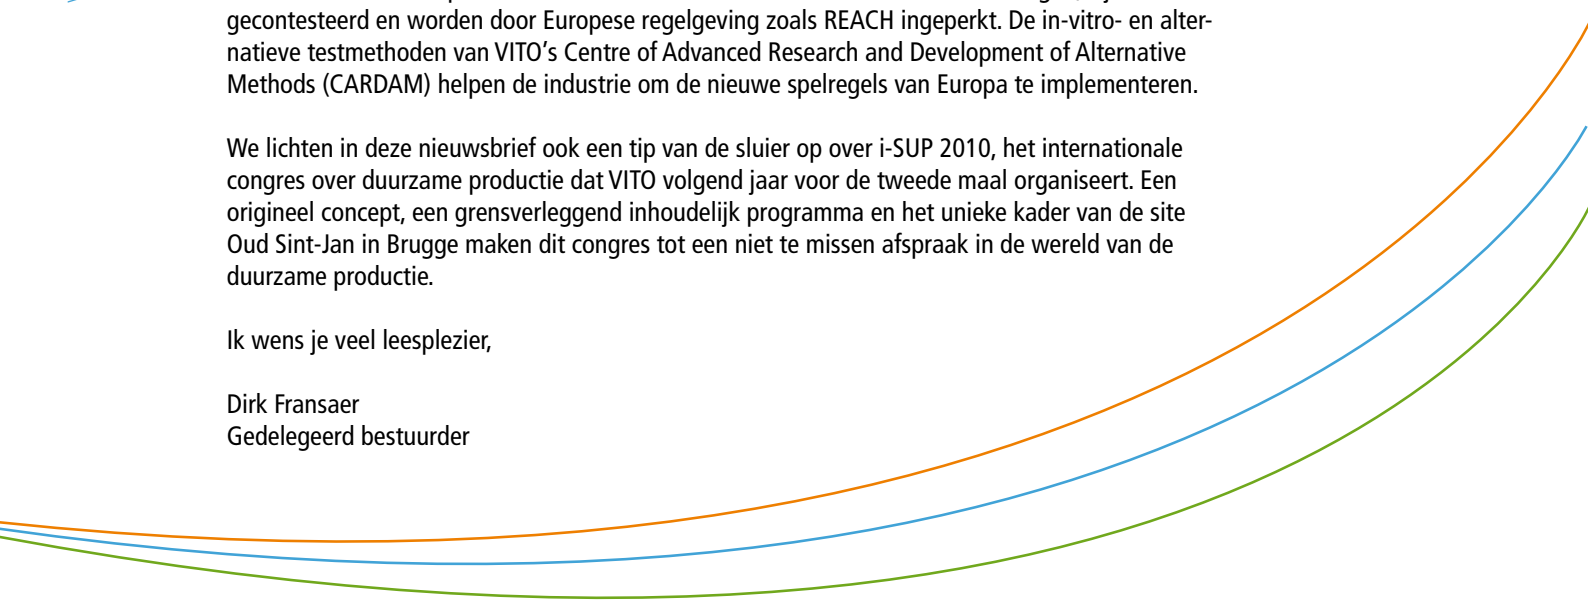 gecontesteerd en worden door Europese regelgeving zoals REACH ingeperkt. De in-vitro- en alter-
natieve testmethoden van VITO's Centre of Advanced Research and Development of Alternative
Methods (CARDAM) helpen de industrie om de nieuwe spelregels van Europa te implementeren.
We lichten in deze nieuwsbrief ook een tip van de sluier op over i-SUP 2010, het internationale
congres over duurzame productie dat VITO volgend jaar voor de tweede maal organiseert. Een
origineel concept, een grensverleggend inhoudelijk programma en het unieke kader van de site
Oud Sint-Jan in Brugge maken dit congres tot een niet te missen afspraak in de wereld van de
duurzame productie.
Ik wens je veel leesplezier,
Dirk Fransaer
Gedelegeerd bestuurder